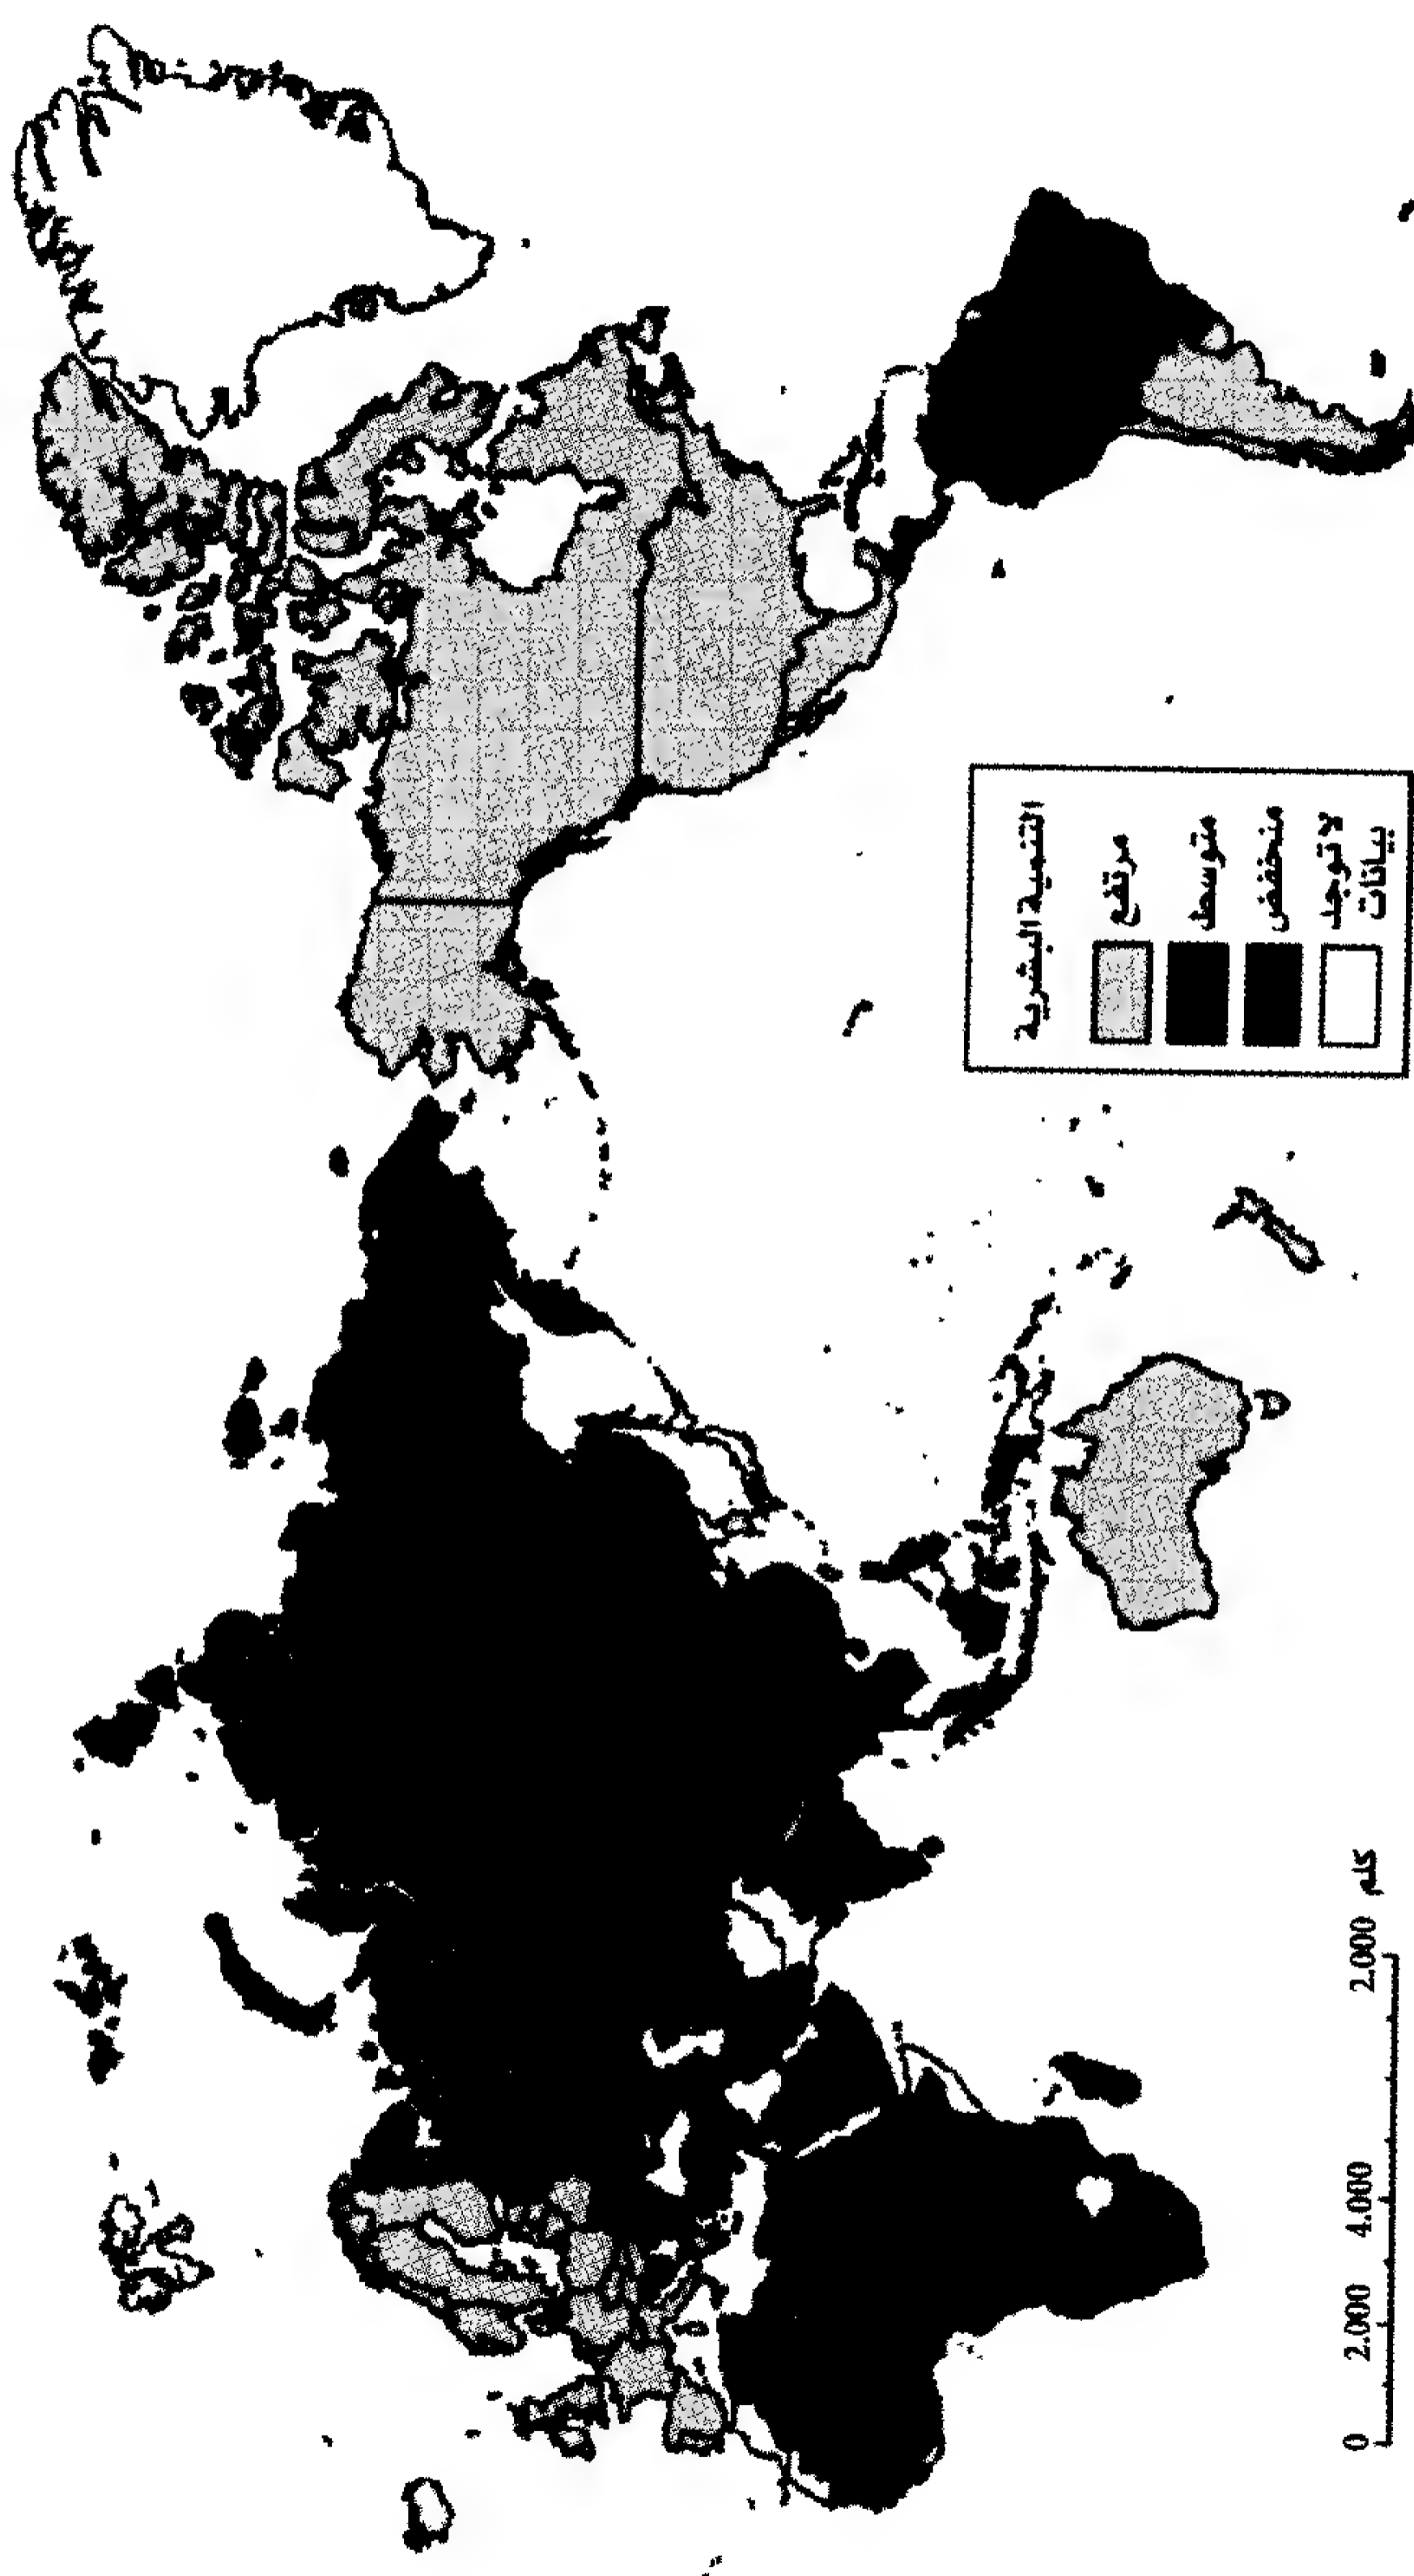 التنمية البشرية
مرتفع
متوسط
منخفض
لا توجد
بيانات
0 2.000 4.000 2.000 كلم